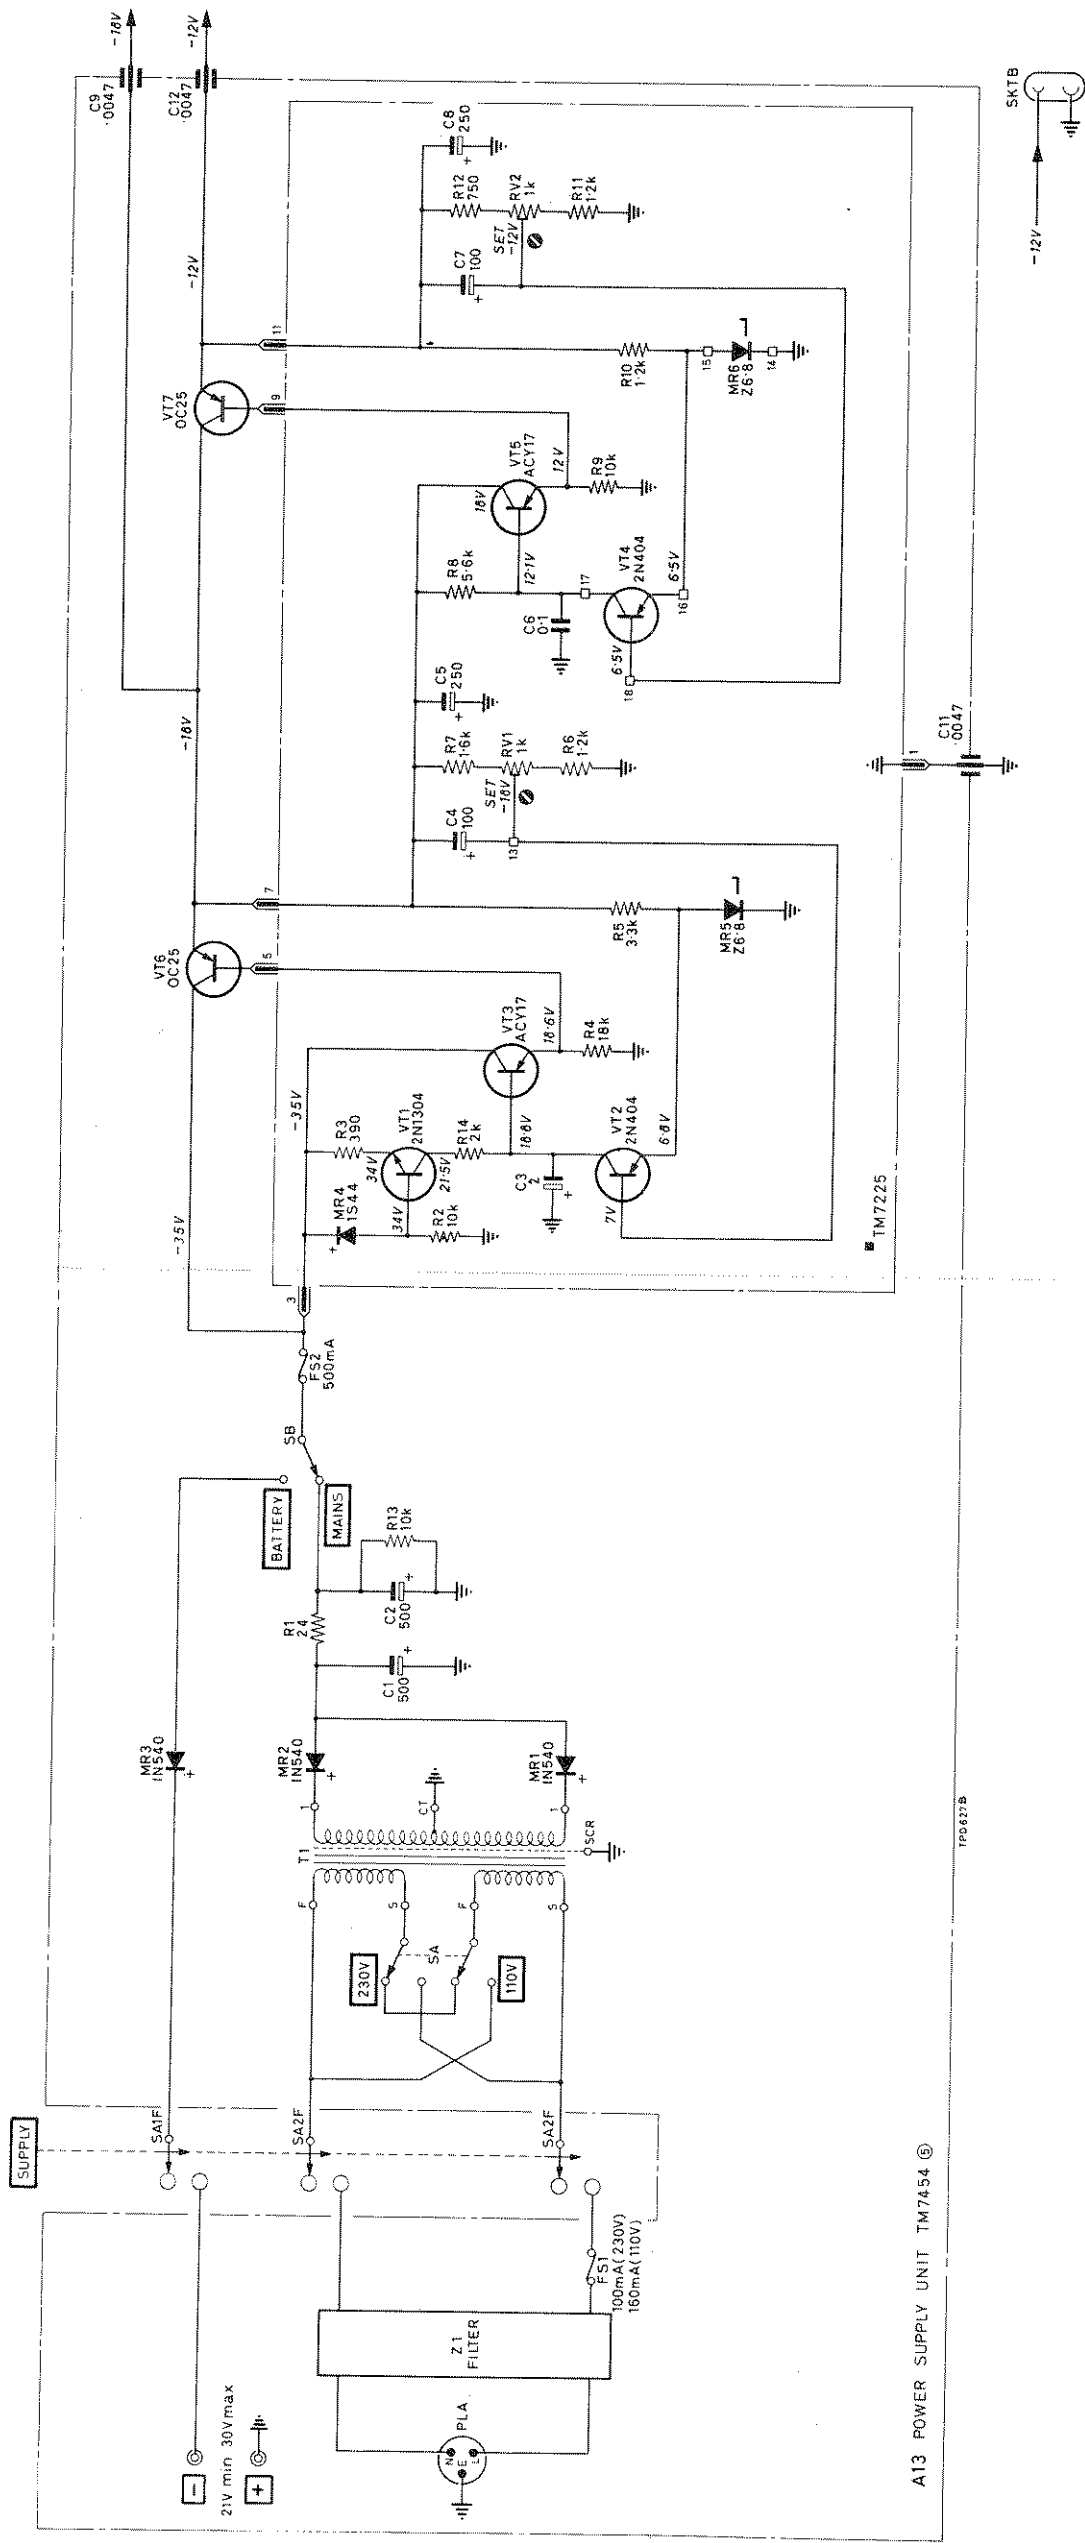 A13 POWER SUPPLY UNIT TM7454 ⑤
SUPPLY
−
21V min 30V max
+
N
E
L
PLA
Z1
FILTER
FS1
100mA (230V)
160mA (110V)
SA1F
SA2F
SA2F
230V
SA
110V
F
S
F
S
T1
1
CT
1
SCR
MR3
1N540
+
MR2
1N540
+
MR1
1N540
+
C1
500
+
R1
24
C2
500
+
R13
10k
BATTERY
MAINS
SB
FS2
500mA
3
-35V
-35V
MR4
1S44
+
34V
R2
10k
R3
390
34V
VT1
2N1304
21·5V
R14
2k
18·8V
C3
2
+
7V
VT2
2N404
6·8V
VT3
ACY17
18·6V
R4
18k
VT6
OC25
5
7
R5
3·3k
MR5
Z6·8
C4
100
+
13
SET
-18V
R7
1·6k
RV1
1k
R6
1·2k
C5
250
+
-18V
C6
0·1
R8
5·6k
12·1V
17
18
6·5V
VT4
2N404
16
6·5V
18V
VT5
ACY17
12V
R9
10k
VT7
OC25
9
11
R10
1·2k
15
MR6
Z6·8
14
-12V
C7
100
+
SET
-12V
R12
750
RV2
1k
R11
1·2k
C8
250
+
C9
·0047
-18V
C12
·0047
-12V
1
C11
·0047
TM7225
TPD627B
-12V
SKTB